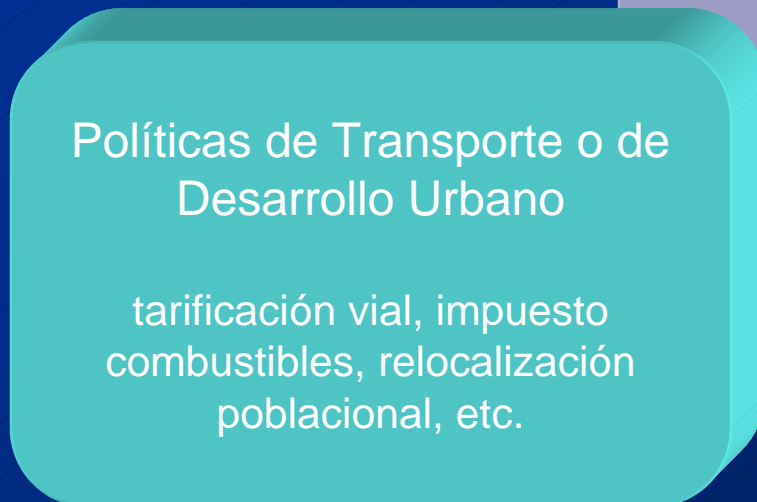 Políticas de Transporte o de
Desarrollo Urbano
tarificación vial, impuesto
combustibles, relocalización
poblacional, etc.